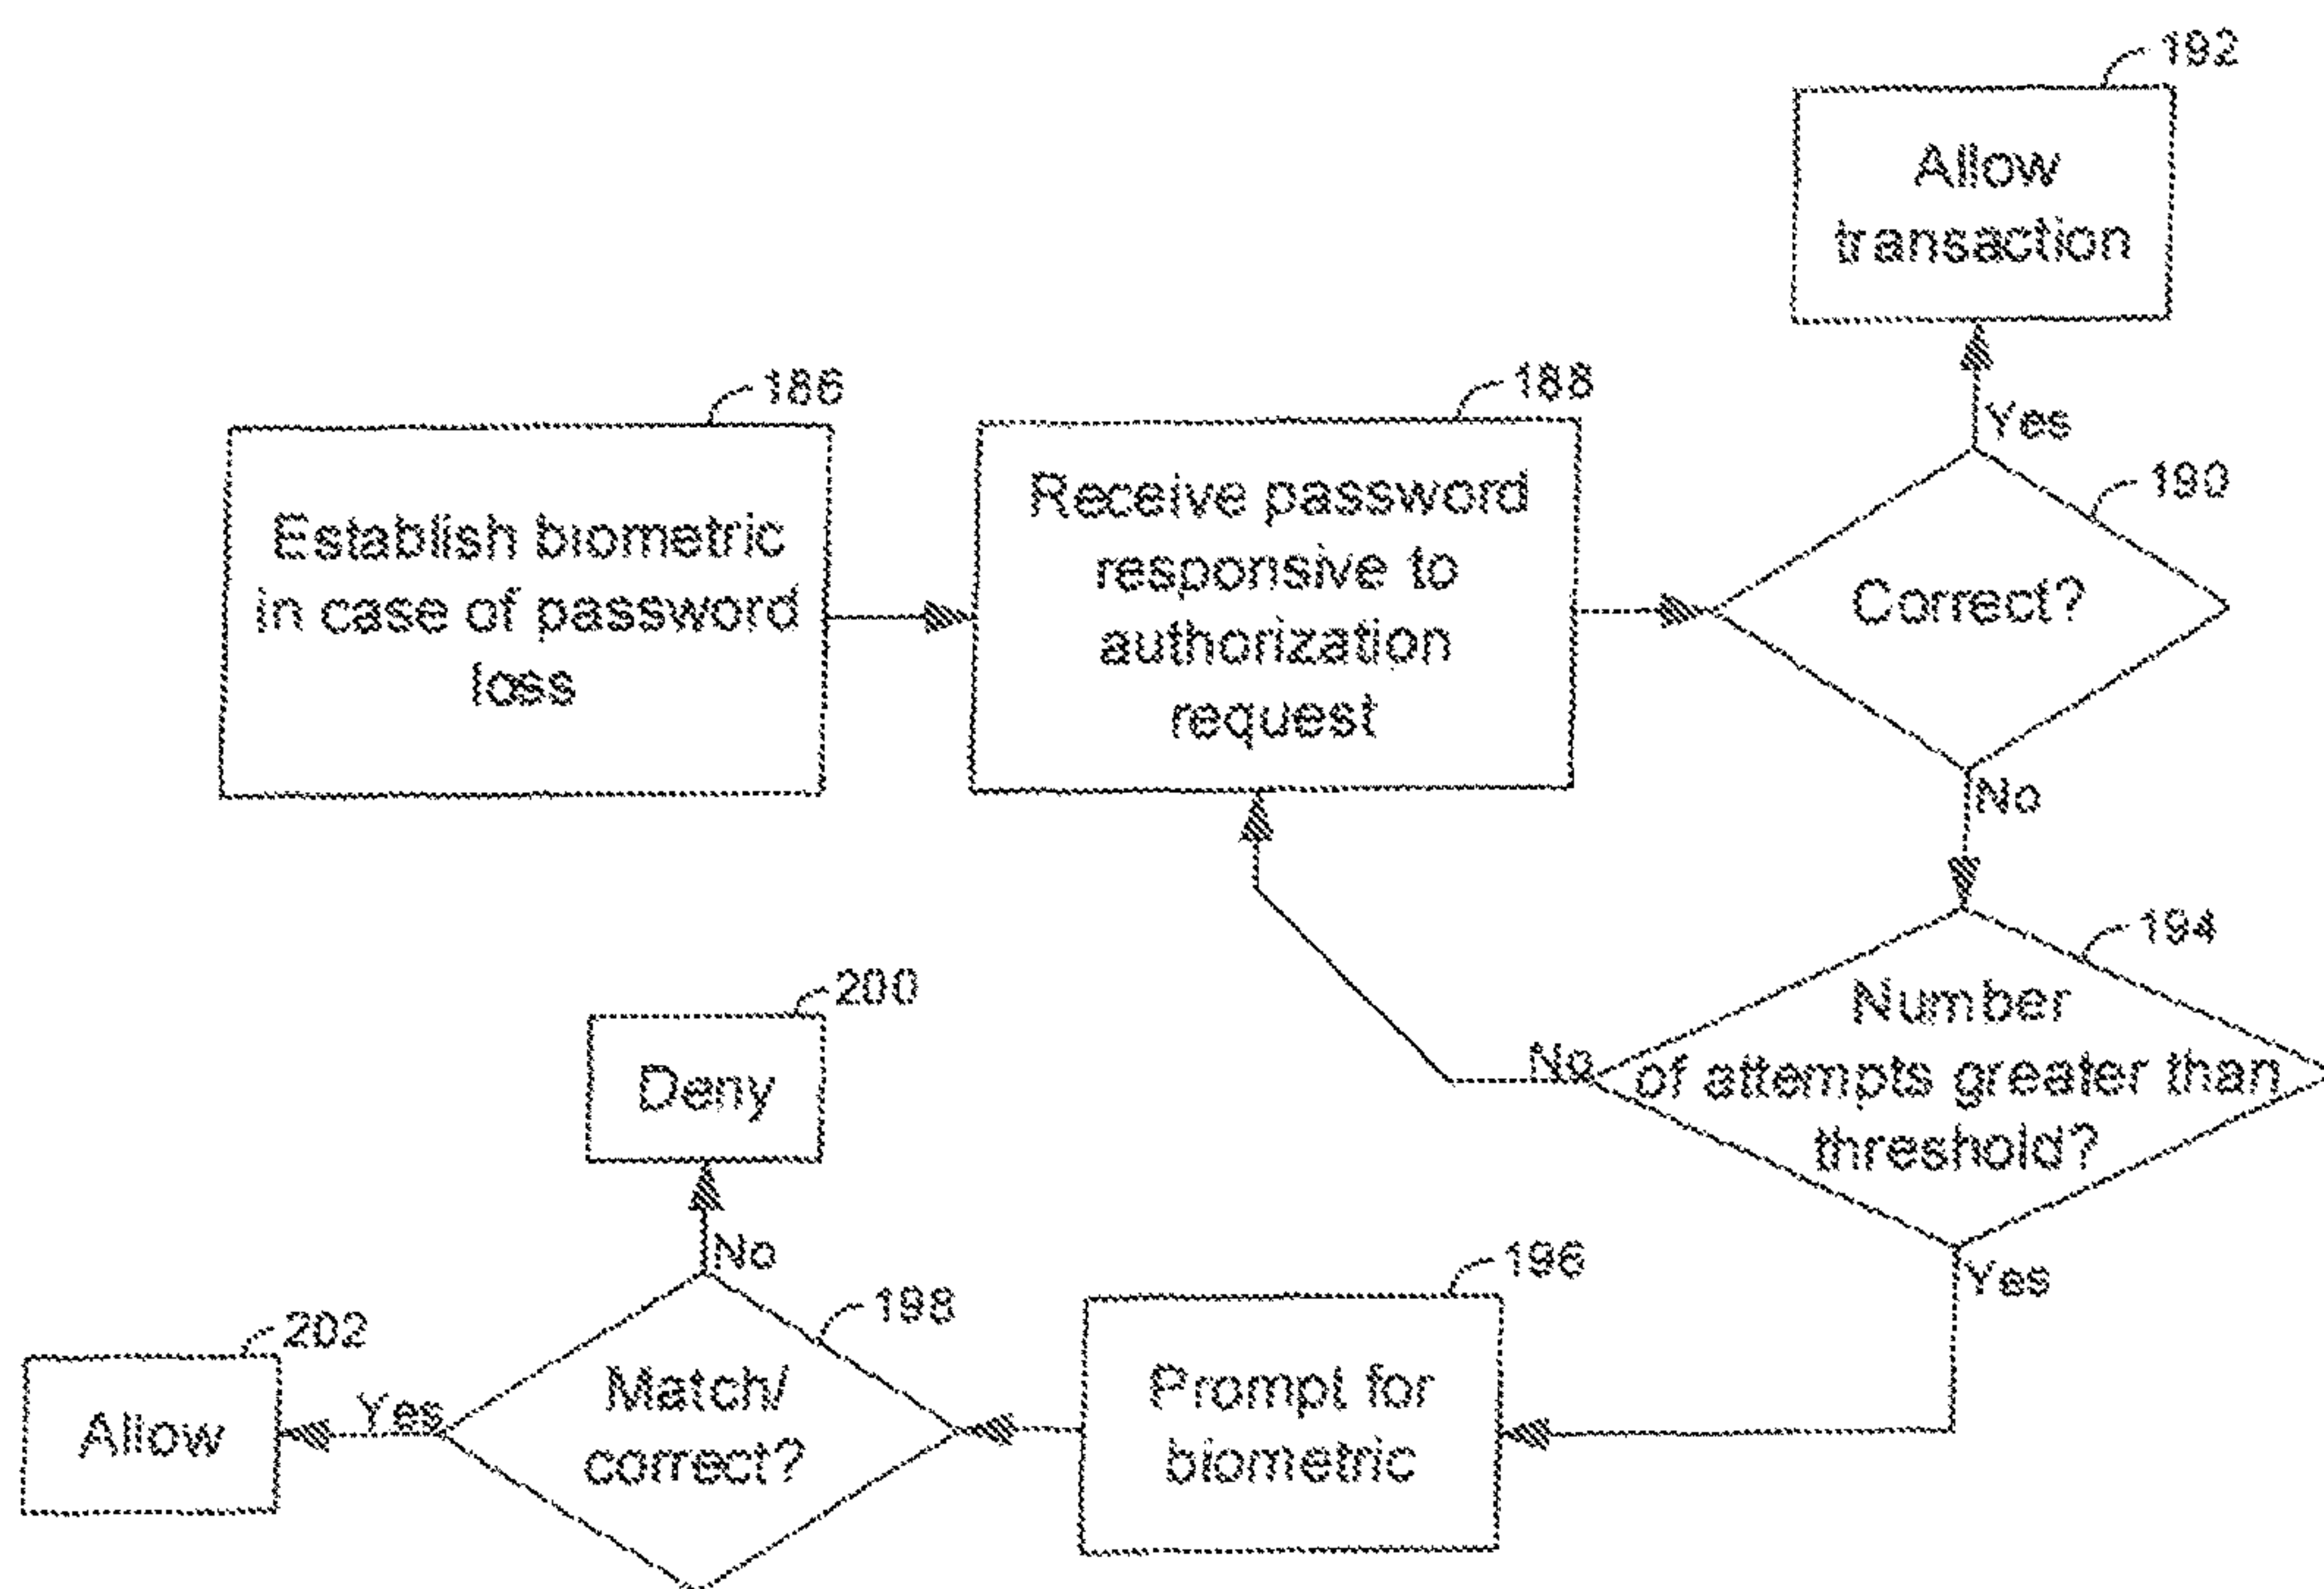 192
Allow
transaction
186
Establish biometric
in case of password
loss
188
Receive password
responsive to
authorization
request
Yes
190
Correct?
No
194
Number
of attempts greater than
threshold?
No
Yes
196
Prompt for
biometric
198
Match/
correct?
No
200
Deny
Yes
202
Allow